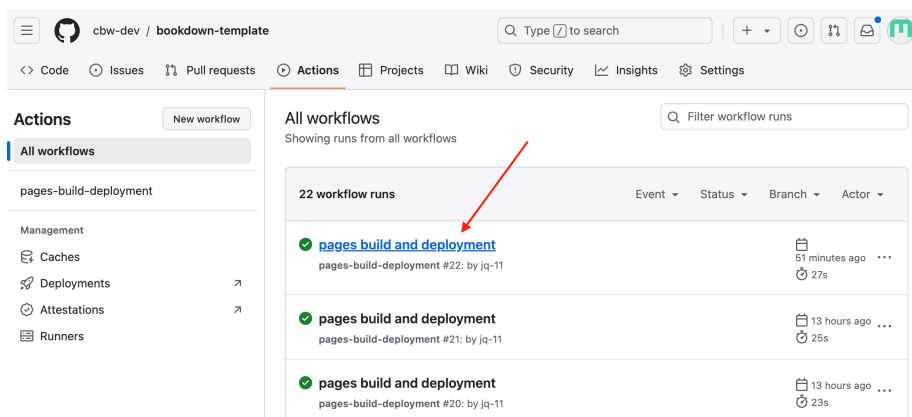 cbw-dev / bookdown-template
Type / to search
Code
Issues
Pull requests
Actions
Projects
Wiki
Security
Insights
Settings
Actions
New workflow
All workflows
pages-build-deployment
Management
Caches
Deployments
Attestations
Runners
All workflows
Showing runs from all workflows
Filter workflow runs
22 workflow runs
Event
Status
Branch
Actor
pages build and deployment
pages-build-deployment #22: by jq-11
51 minutes ago
27s
pages build and deployment
pages-build-deployment #21: by jq-11
13 hours ago
25s
pages build and deployment
pages-build-deployment #20: by jq-11
13 hours ago
23s